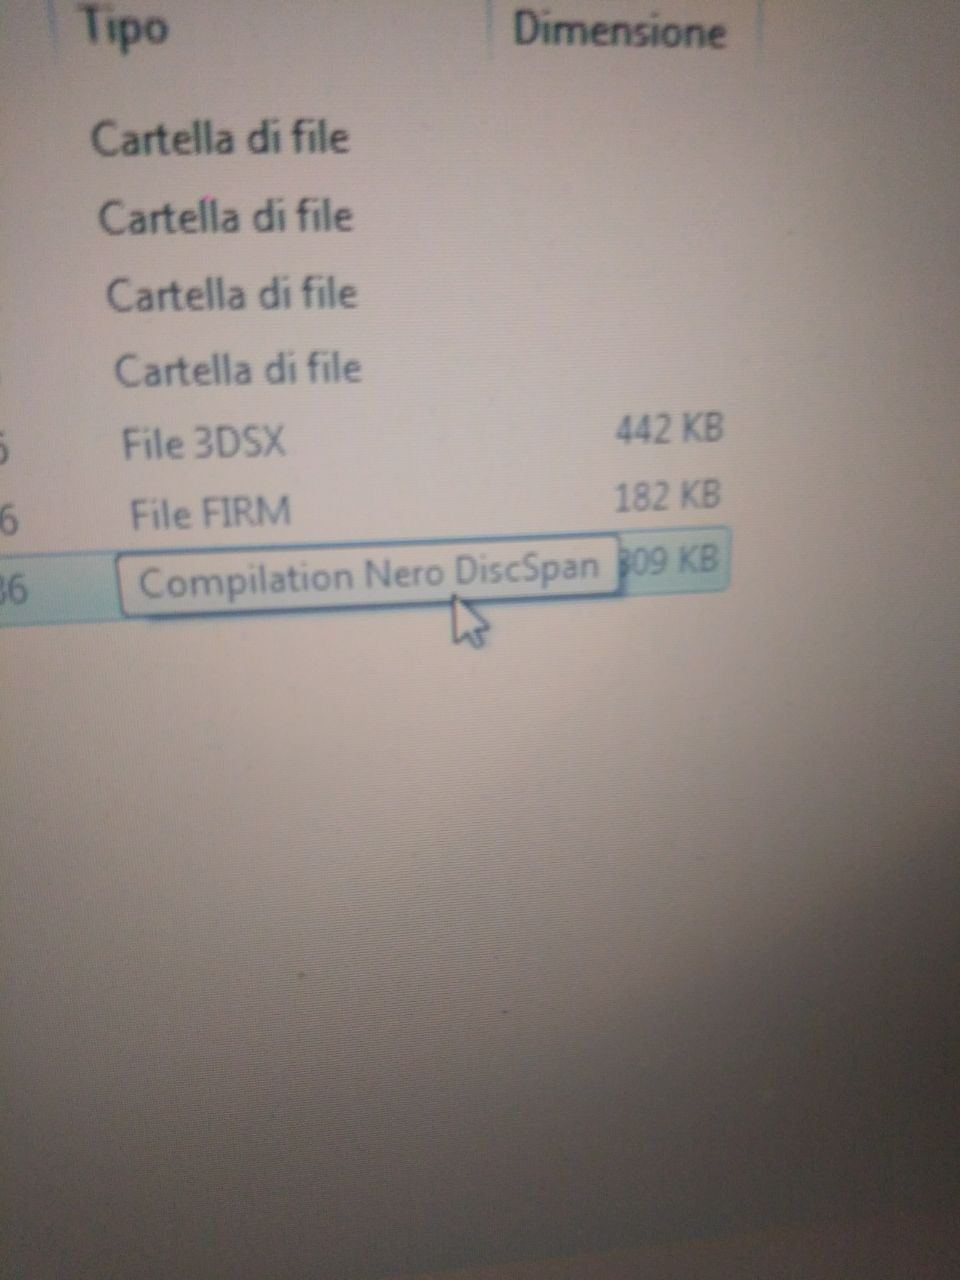 Tipo Dimensione
Cartella di file
Cartella di file
Cartella di file
Cartella di file
File 3DSX 442 KB
6 File FIRM 182 KB
36 Compilation Nero DiscSpan 309 KB